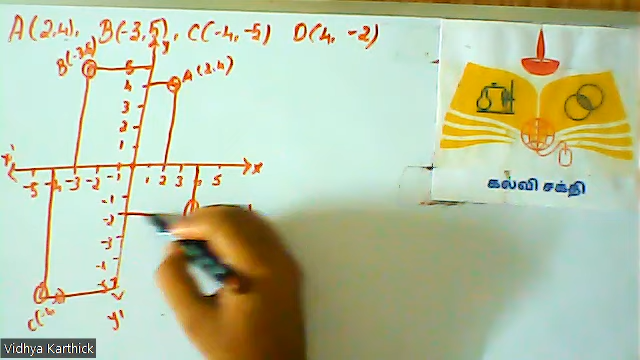 A(2,4), B(-3,5), C(-4,-5) D(4, -2)
y
B(-3,5)
5
A(2,4)
4
3
2
1
x'
-5 -4 -3 -2 -1 1 2 3 4 5 x
-1
-2
-3
C(-4
y'
கல்வி சக்தி
Vidhya Karthick